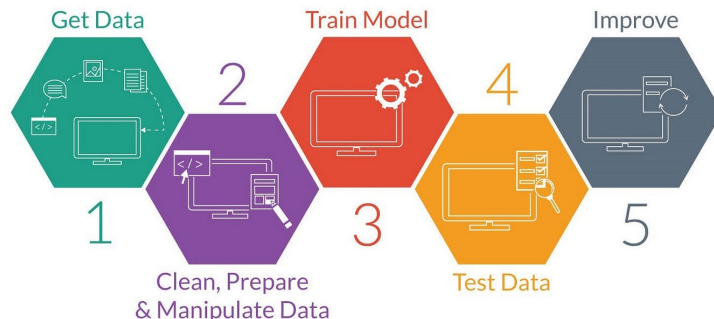 Get Data
1
</>
2
</>
Clean, Prepare
& Manipulate Data
Train Model
3
4
Test Data
Improve
5